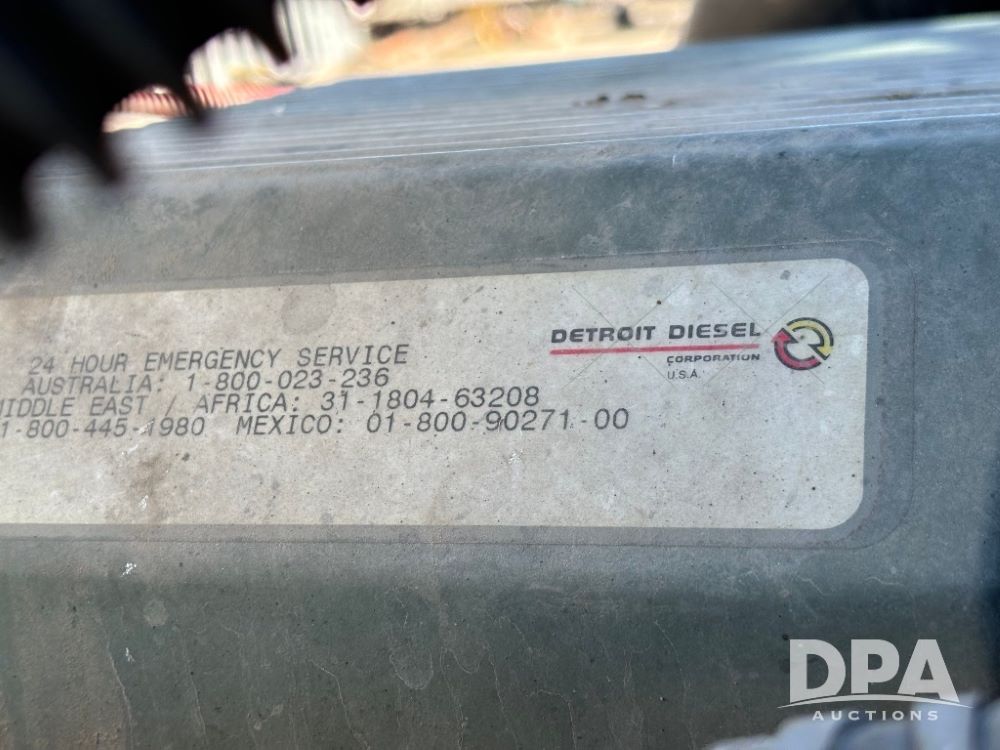 24 HOUR EMERGENCY SERVICE
AUSTRALIA: 1-800-023-236
MIDDLE EAST / AFRICA: 31-1804-63208
1-800-445-1980 MEXICO: 01-800-90271-00
DETROIT DIESEL
CORPORATION
U.S.A.
DPA
AUCTIONS